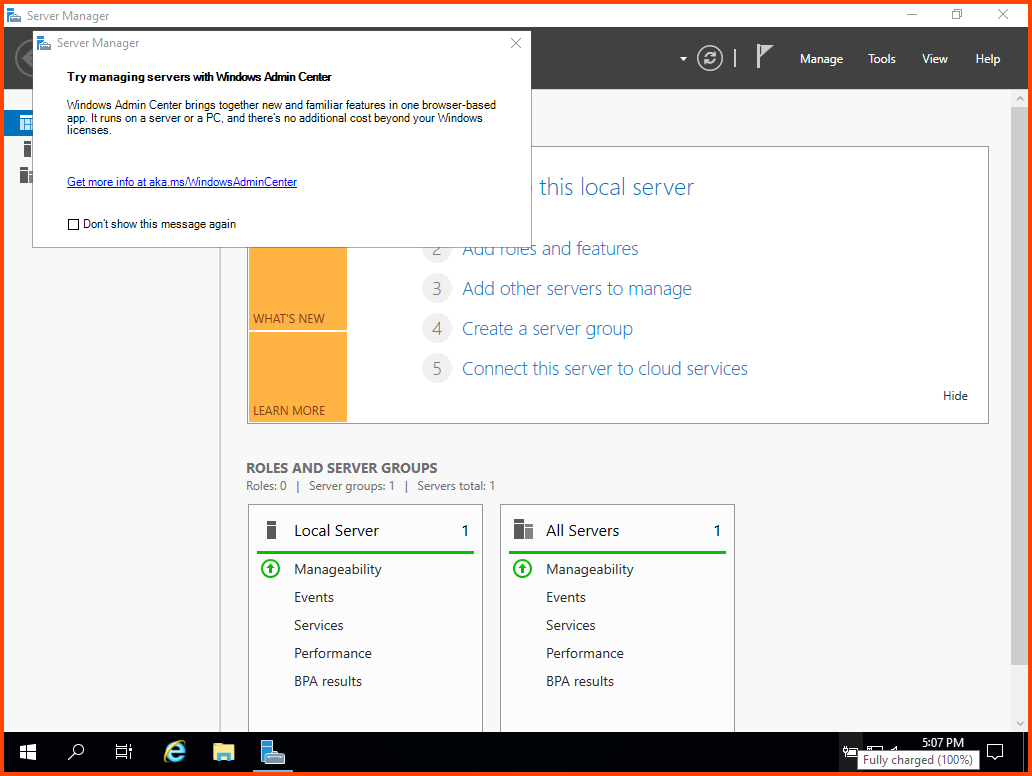 Server Manager
Server Manager
Manage Tools View Help
Try managing servers with Windows Admin Center
Windows Admin Center brings together new and familiar features in one browser-based
app. It runs on a server or a PC, and there's no additional cost beyond your Windows
licenses.
Get more info at aka.ms/WindowsAdminCenter
Don't show this message again
this local server
2 Add roles and features
3 Add other servers to manage
4 Create a server group
5 Connect this server to cloud services
WHAT'S NEW
LEARN MORE
Hide
ROLES AND SERVER GROUPS
Roles: 0 | Server groups: 1 | Servers total: 1
Local Server 1
Manageability
Events
Services
Performance
BPA results
All Servers 1
Manageability
Events
Services
Performance
BPA results
5:07 PM
Fully charged (100%)